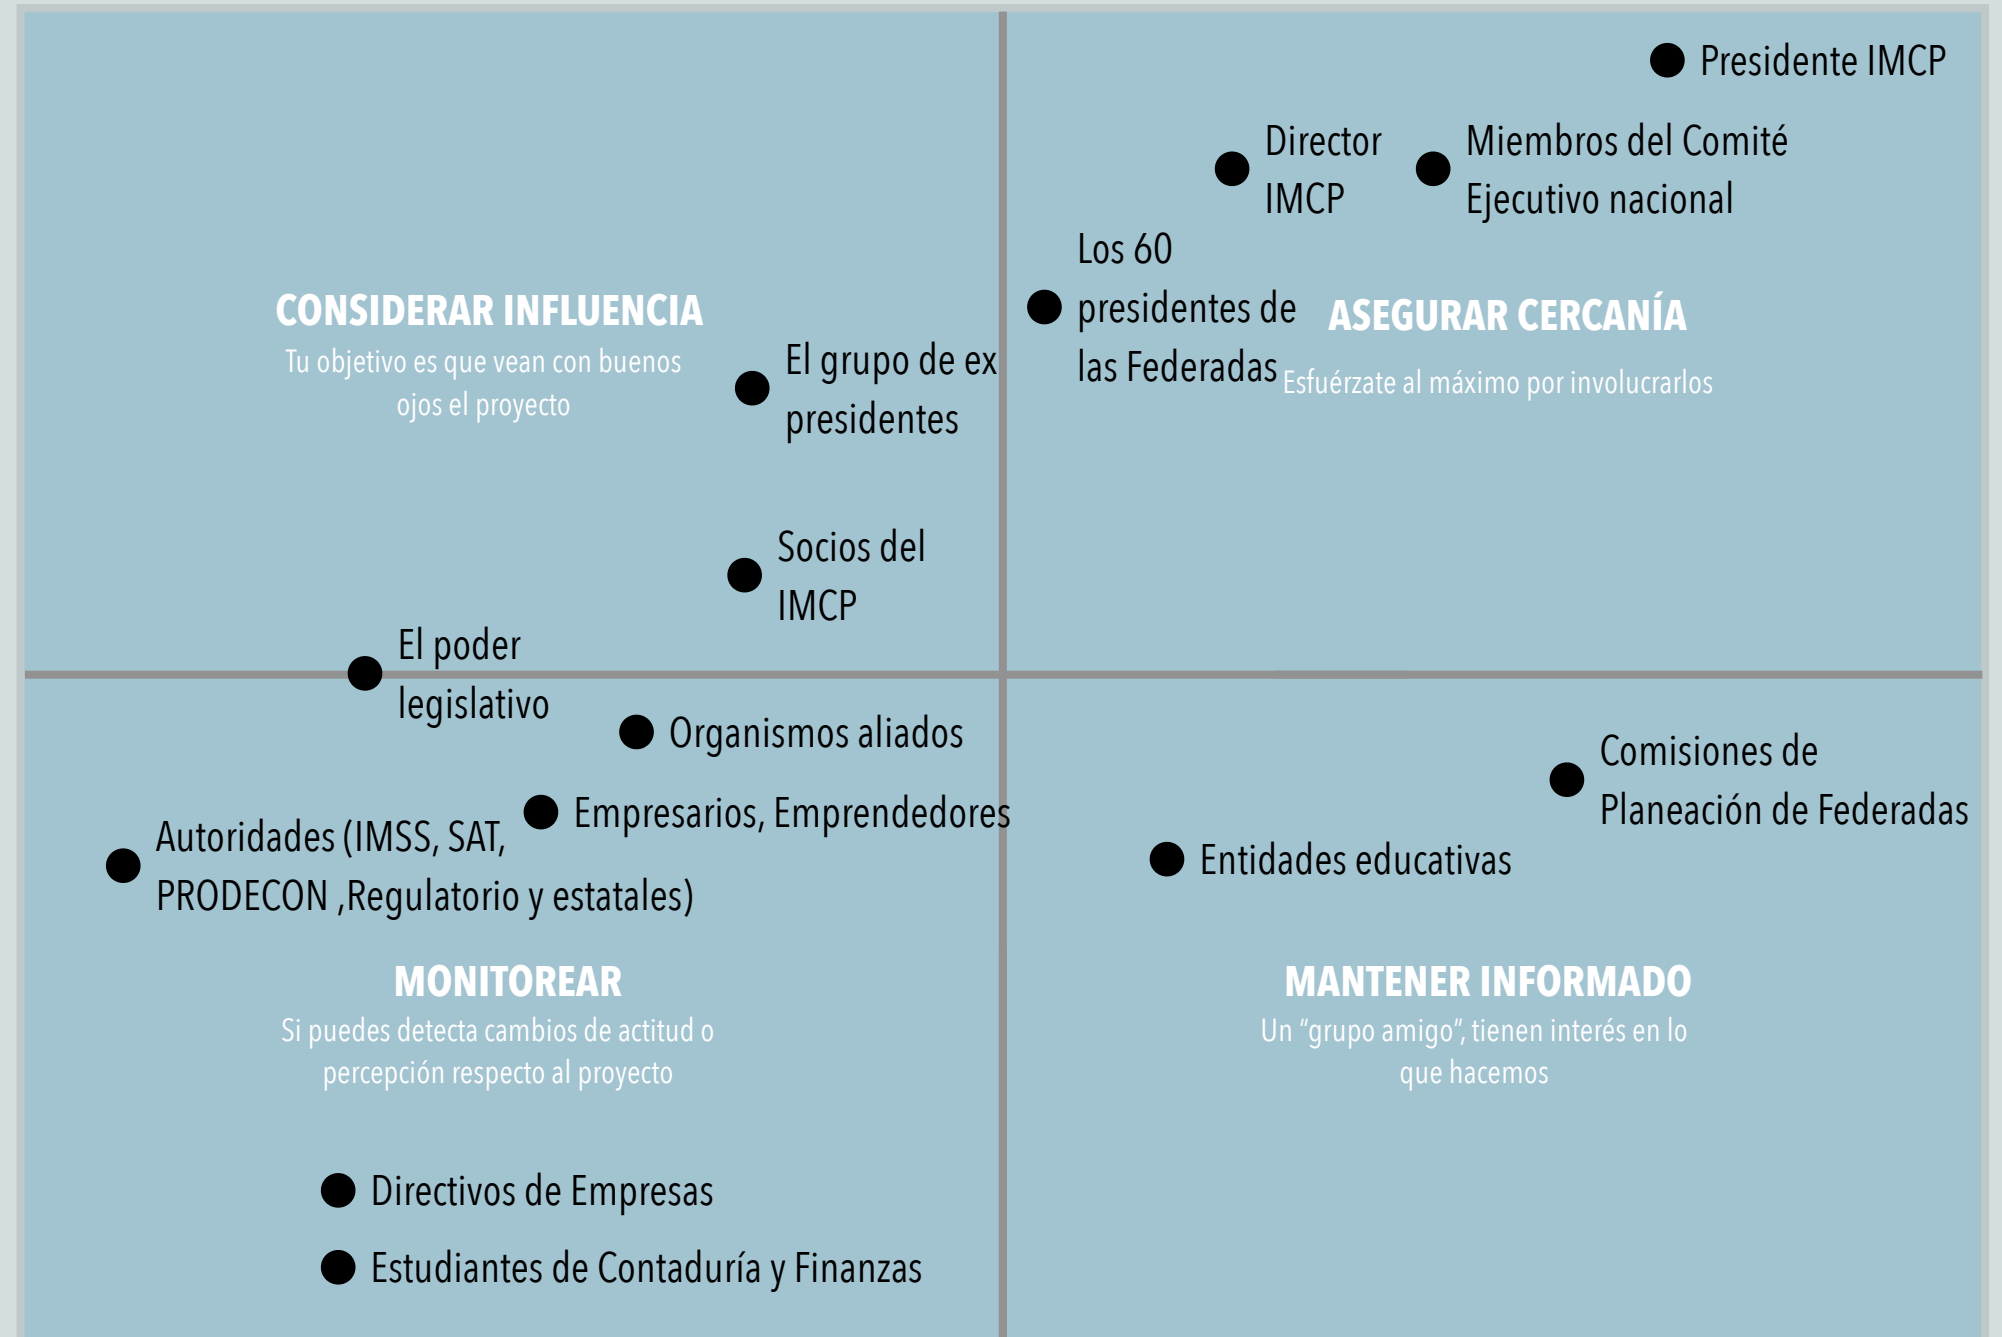 Presidente IMCP
Director
IMCP
Miembros del Comité
Ejecutivo nacional
Los 60
presidentes de
las Federadas
ASEGURAR CERCANÍA
Esfuérzate al máximo por involucrarlos
CONSIDERAR INFLUENCIA
Tu objetivo es que vean con buenos
ojos el proyecto
El grupo de ex
presidentes
Socios del
IMCP
El poder
legislativo
Organismos aliados
Empresarios, Emprendedores
Autoridades (IMSS, SAT,
PRODECON ,Regulatorio y estatales)
MONITOREAR
Si puedes detecta cambios de actitud o
percepción respecto al proyecto
Directivos de Empresas
Estudiantes de Contaduría y Finanzas
Comisiones de
Planeación de Federadas
Entidades educativas
MANTENER INFORMADO
Un “grupo amigo”, tienen interés en lo
que hacemos